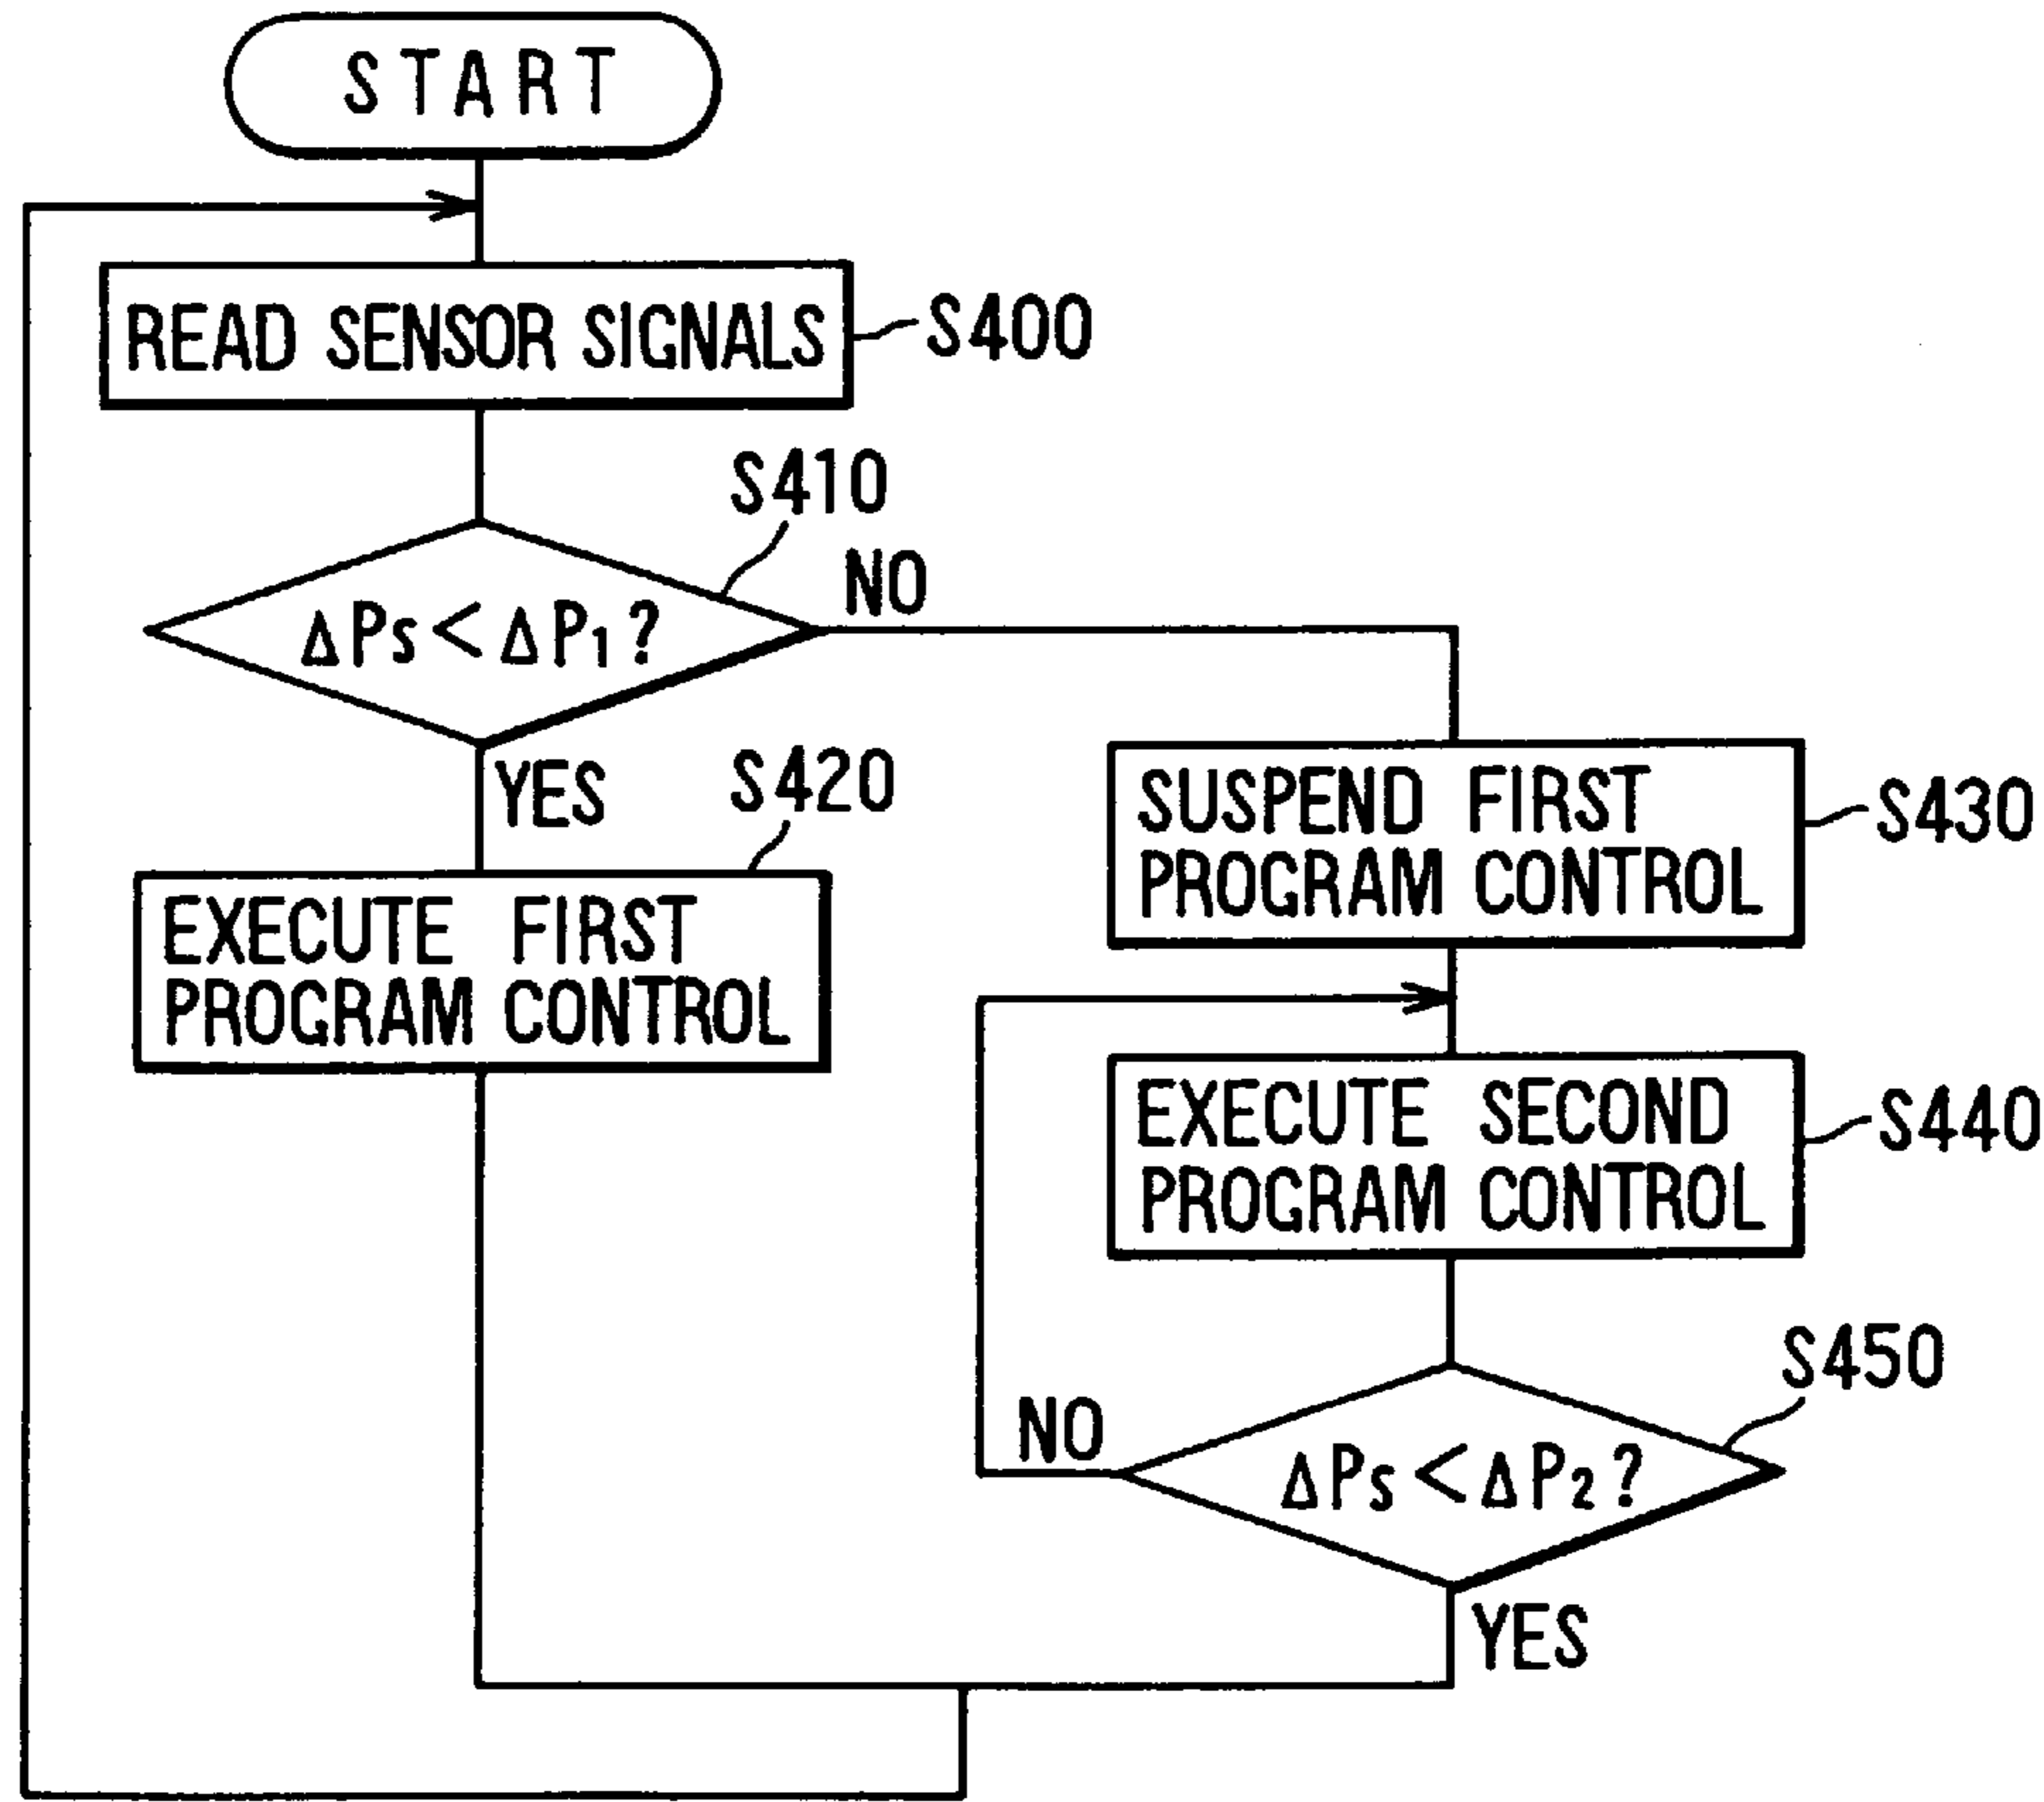 START
READ SENSOR SIGNALS
S400
S410
ΔPs<ΔP1?
NO
YES
S420
EXECUTE FIRST
PROGRAM CONTROL
SUSPEND FIRST
PROGRAM CONTROL
S430
EXECUTE SECOND
PROGRAM CONTROL
S440
S450
ΔPs<ΔP2?
NO
YES